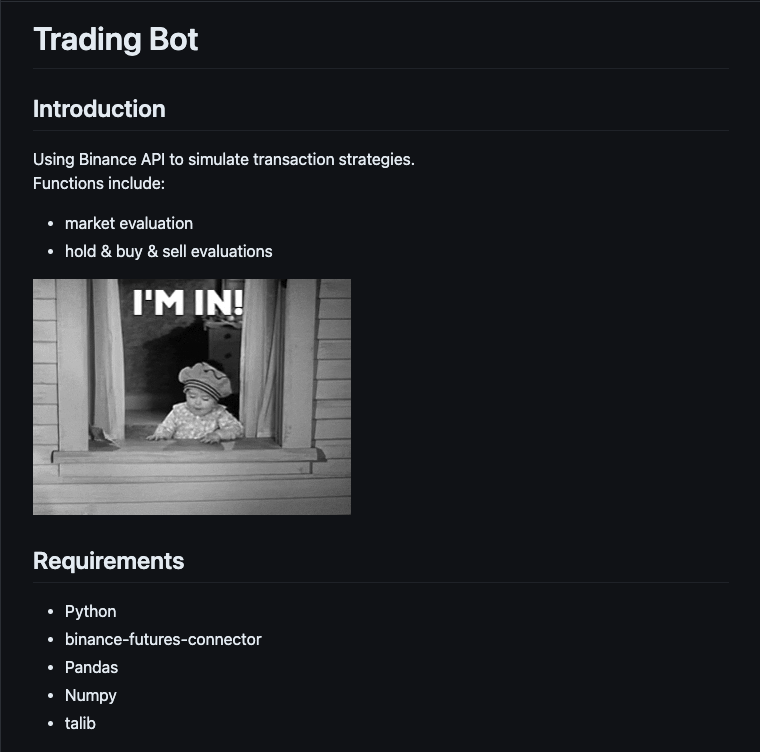 Trading Bot
Introduction
Using Binance API to simulate transaction strategies.
Functions include:
• market evaluation
• hold & buy & sell evaluations
I'M IN!
Requirements
• Python
• binance-futures-connector
• Pandas
• Numpy
• talib